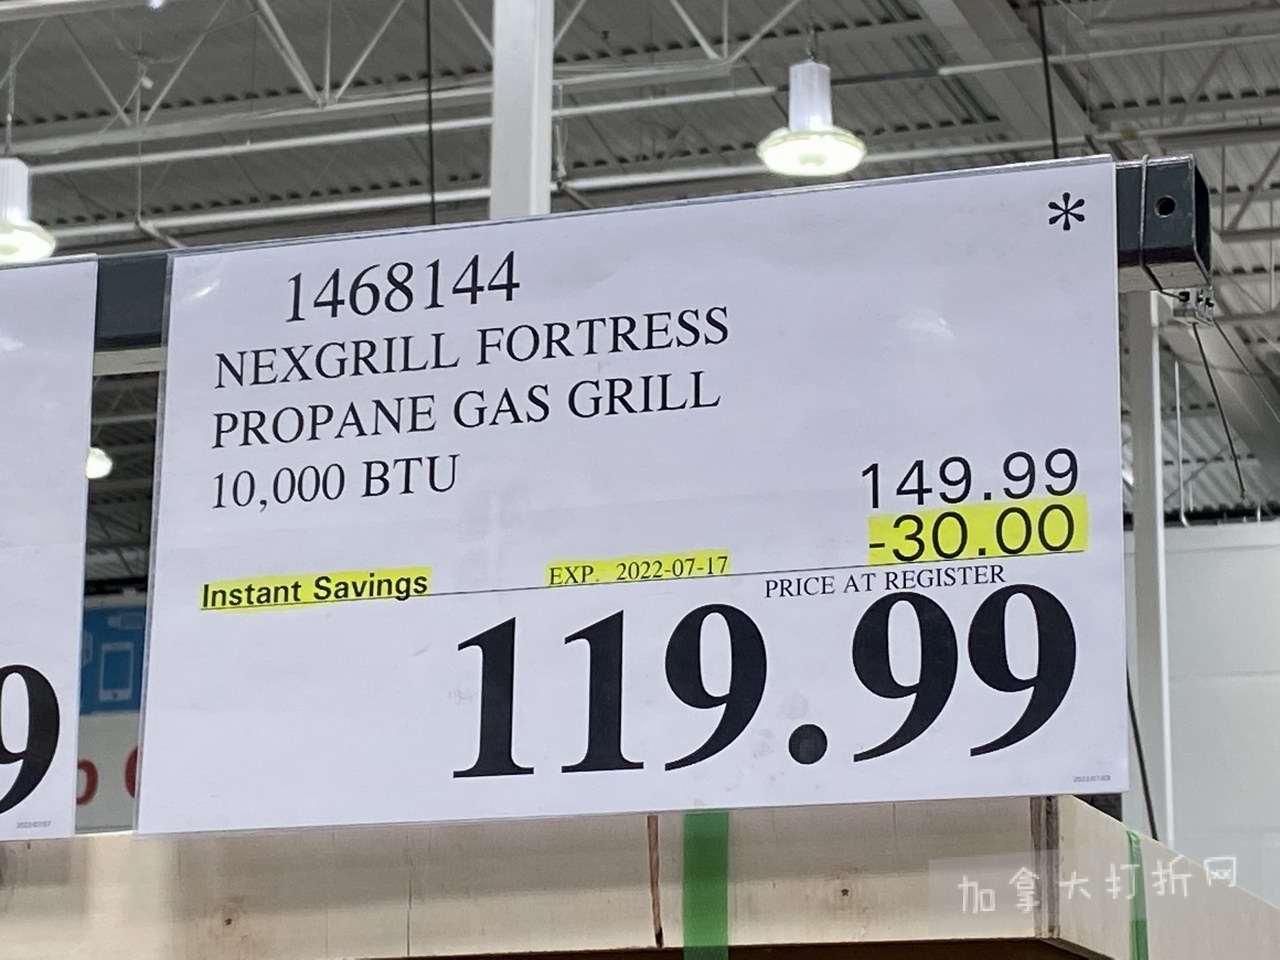 *
1468144
NEXGRILL FORTRESS
PROPANE GAS GRILL
10,000 BTU
149.99
-30.00
Instant Savings EXP. 2022-07-17
PRICE AT REGISTER
119.99
9
加拿大打折网